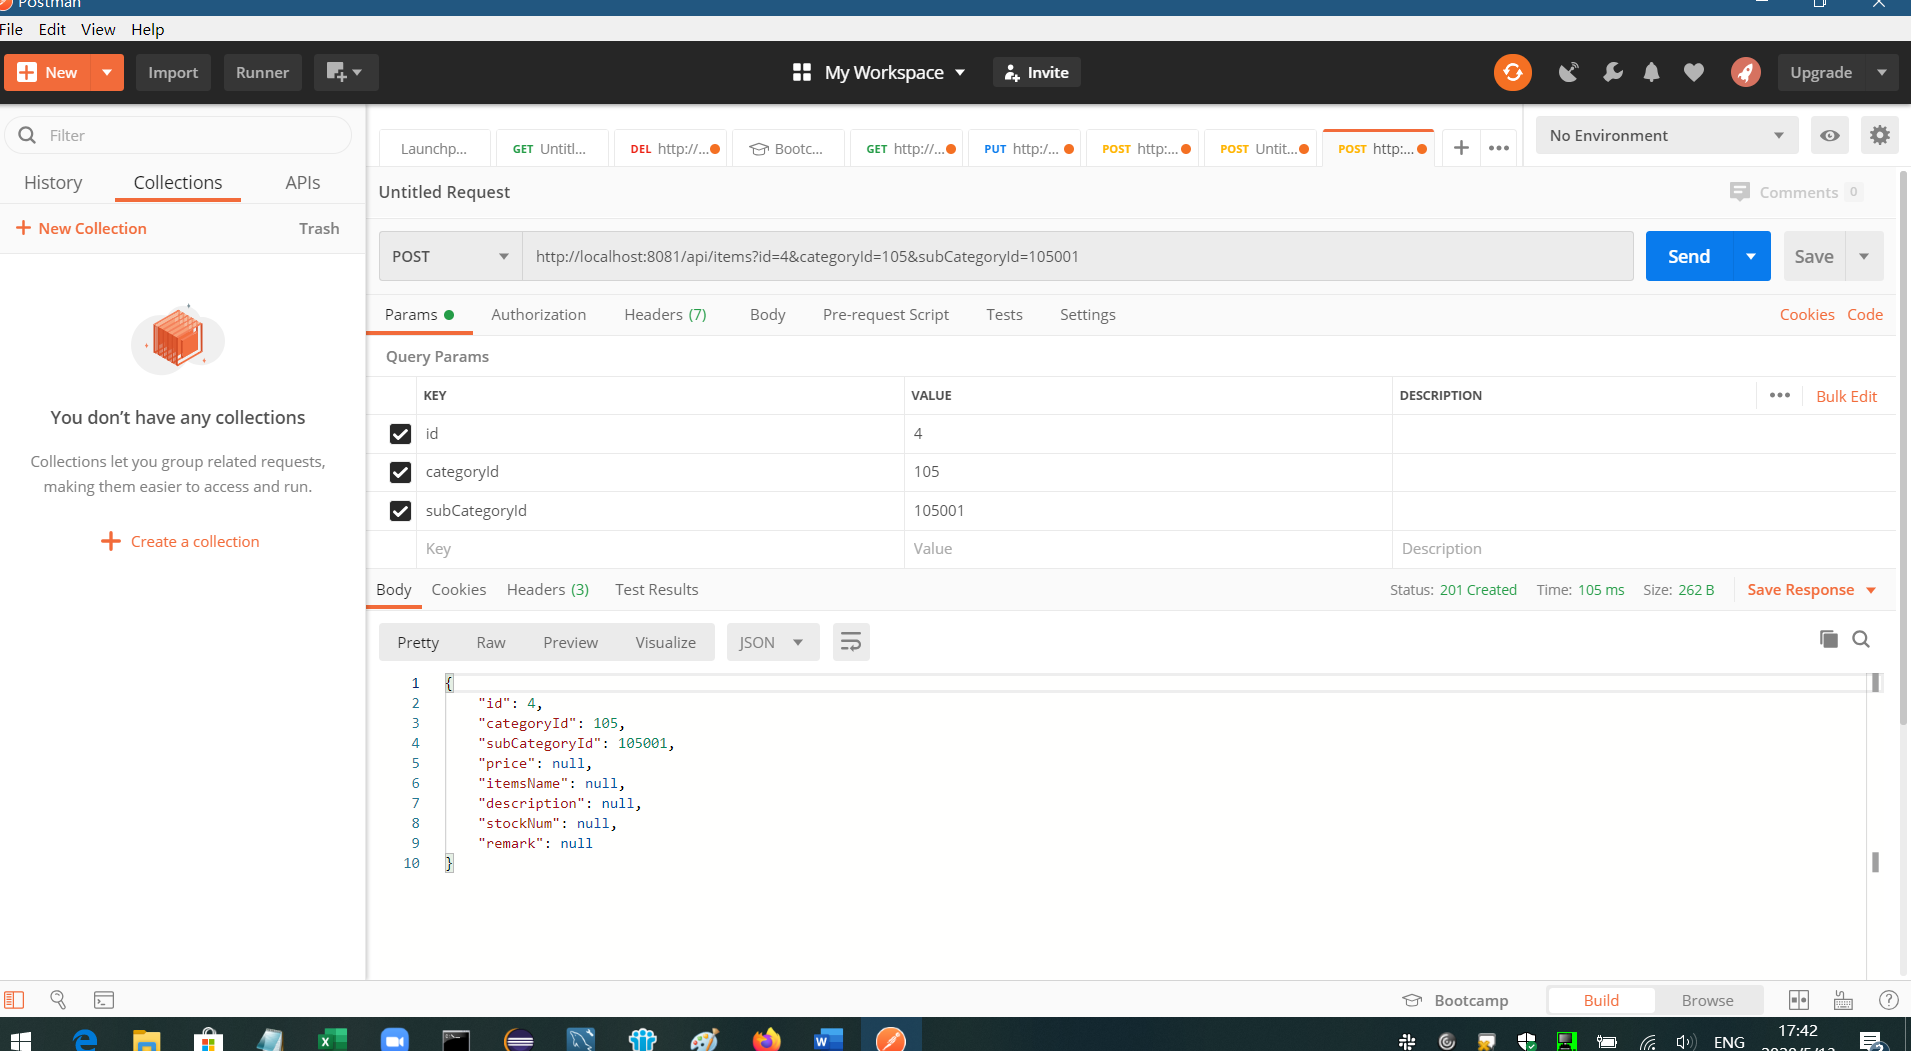 Postman
File Edit View Help
New Import Runner My Workspace Invite Upgrade
Filter
History Collections APIs
New Collection Trash
You don’t have any collections
Collections let you group related requests,
making them easier to access and run.
Create a collection
Launchp... GET Untitl... DEL http://... Bootc... GET http://... PUT http:/... POST http:... POST Untit... POST http:... No Environment
Untitled Request Comments 0
POST http://localhost:8081/api/items?id=4&categoryId=105&subCategoryId=105001 Send Save
Params Authorization Headers (7) Body Pre-request Script Tests Settings Cookies Code
Query Params
KEY VALUE DESCRIPTION Bulk Edit
id 4
categoryId 105
subCategoryId 105001
Key Value Description
Body Cookies Headers (3) Test Results Status: 201 Created Time: 105 ms Size: 262 B Save Response
Pretty Raw Preview Visualize JSON
1 {
2 "id": 4,
3 "categoryId": 105,
4 "subCategoryId": 105001,
5 "price": null,
6 "itemsName": null,
7 "description": null,
8 "stockNum": null,
9 "remark": null
10 }
Bootcamp Build Browse
ENG 17:42